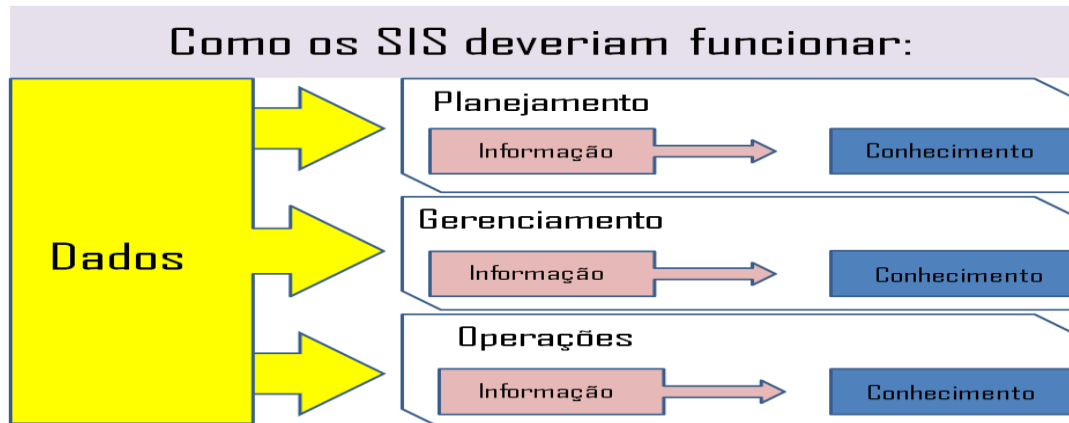 Como os SIS deveriam funcionar:
Dados
Planejamento
Informação
Conhecimento
Gerenciamento
Informação
Conhecimento
Operações
Informação
Conhecimento